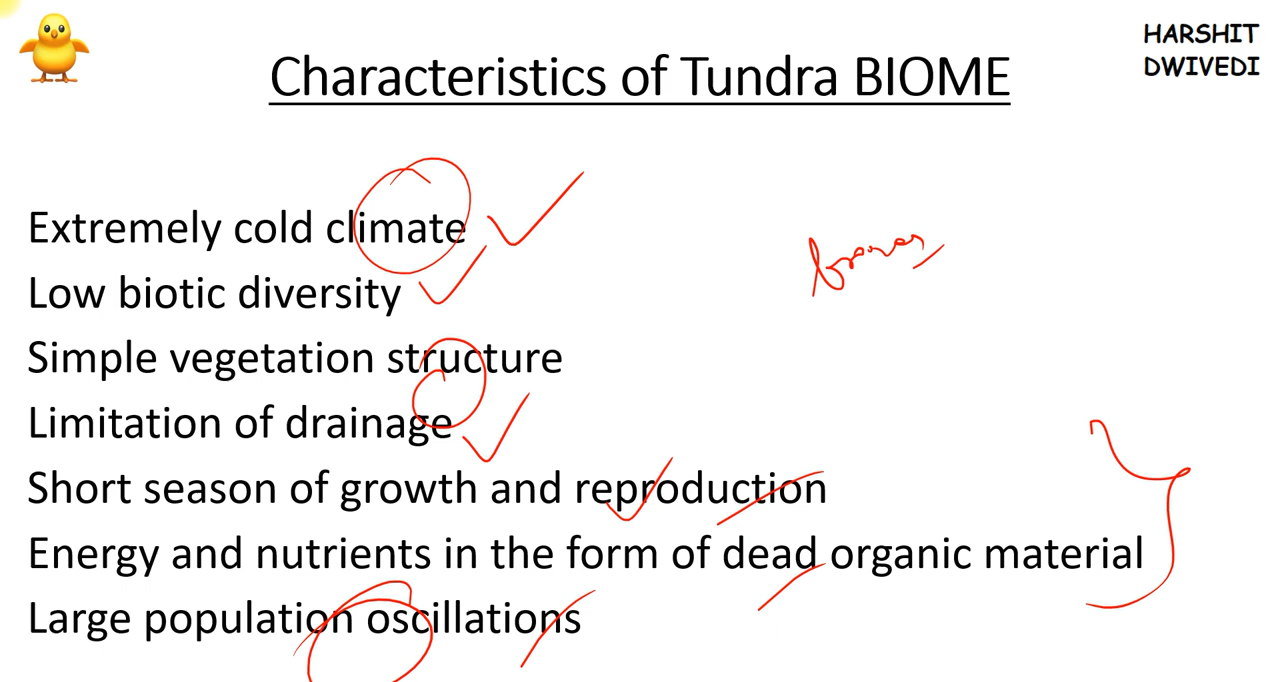 HARSHIT
DWIVEDI
Characteristics of Tundra BIOME
Extremely cold climate
Low biotic diversity
Simple vegetation structure
Limitation of drainage
Short season of growth and reproduction
Energy and nutrients in the form of dead organic material
Large population oscillations